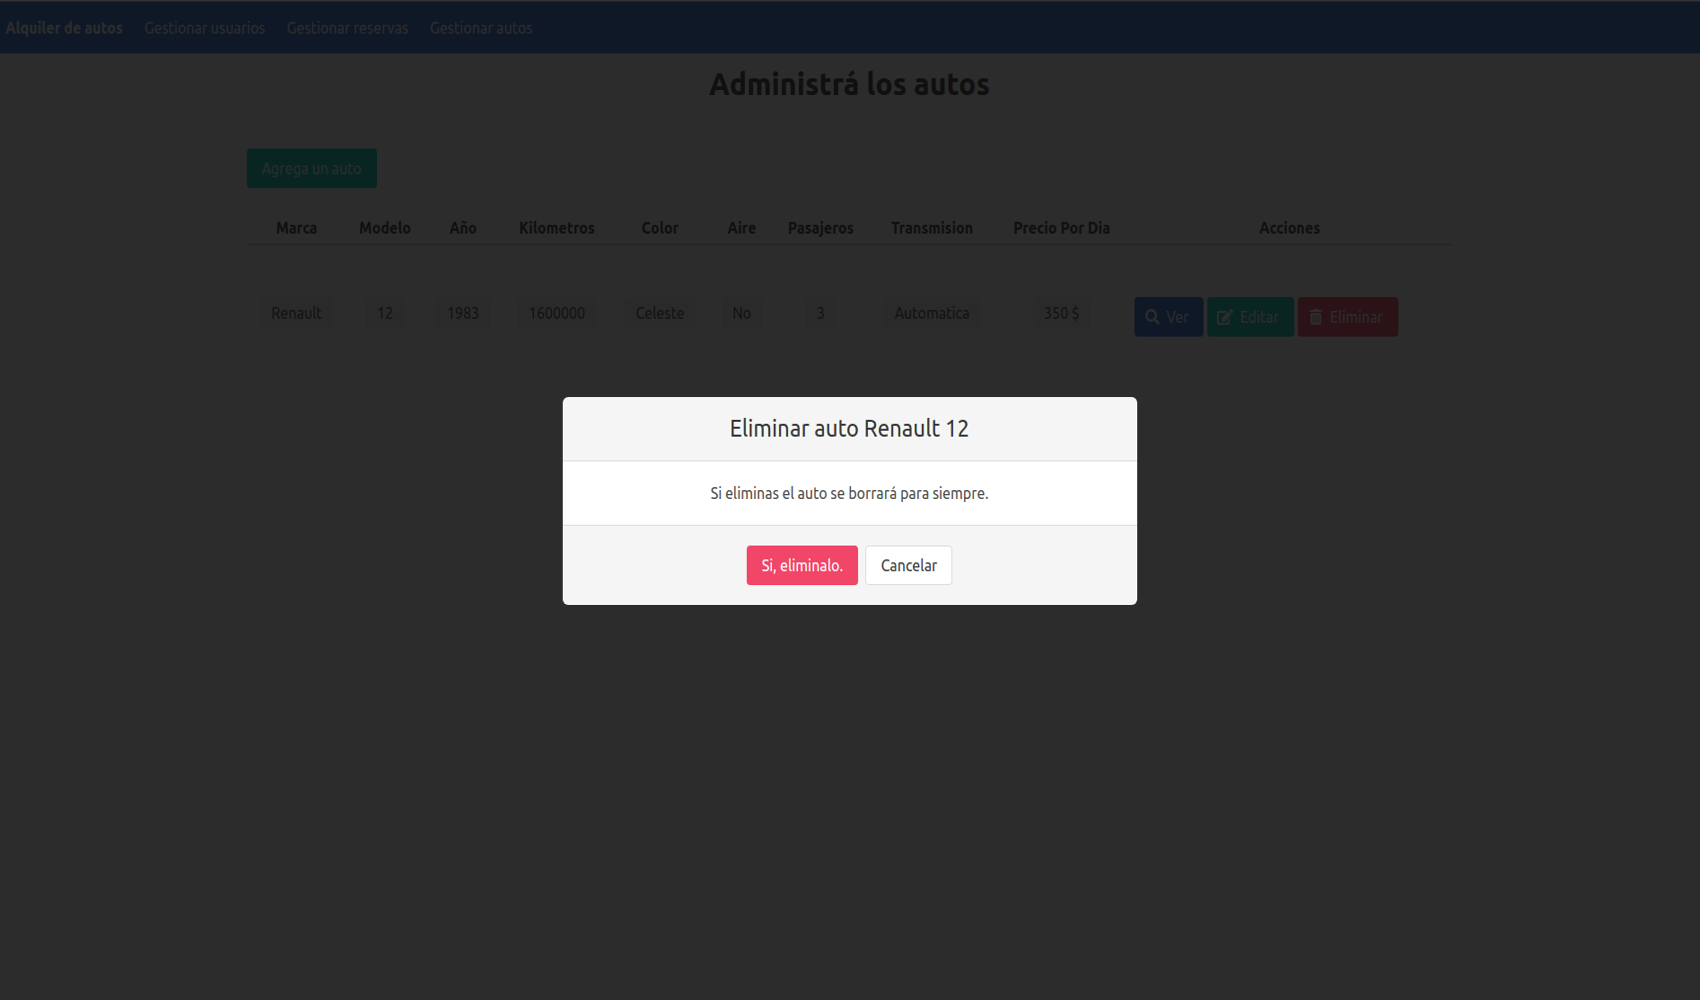 Alquiler de autos Gestionar usuarios Gestionar reservas Gestionar autos
Administrá los autos
Agrega un auto
Marca Modelo Año Kilometros Color Aire Pasajeros Transmision Precio Por Dia Acciones
Renault 12 1983 1600000 Celeste No 3 Automatica 350 $ Ver Editar Eliminar
Eliminar auto Renault 12
Si eliminas el auto se borrará para siempre.
Si, eliminalo. Cancelar